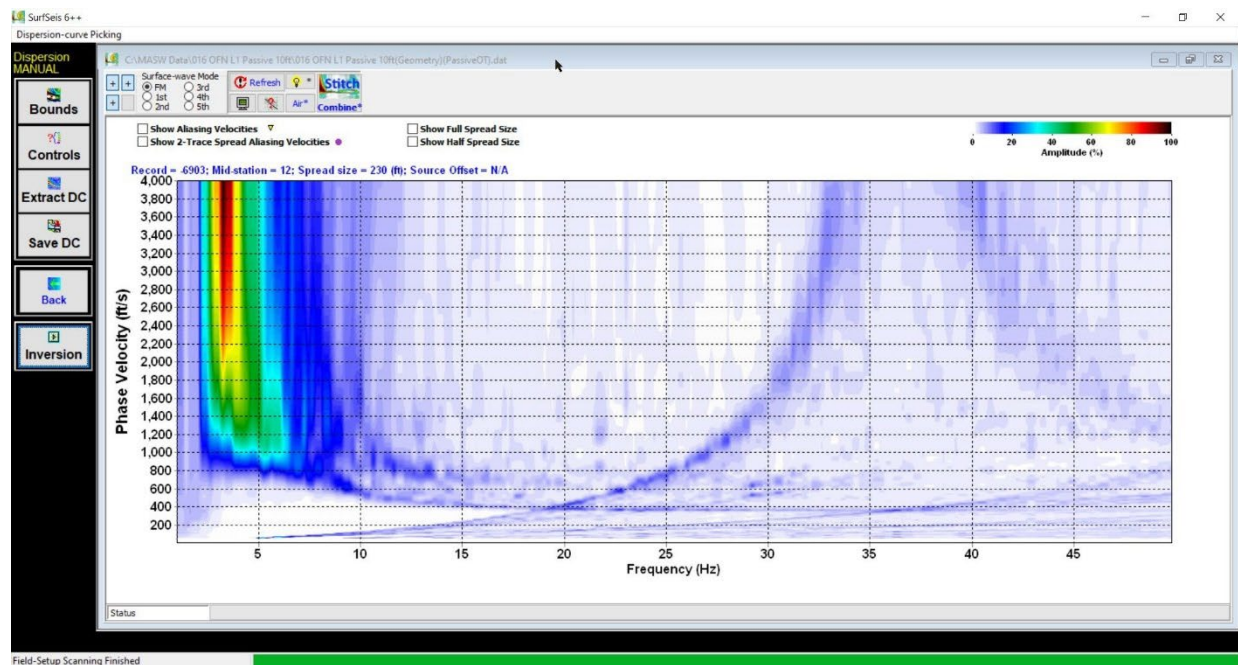 SurfSeis 6++
Dispersion-curve Picking
Dispersion
MANUAL
Bounds
Controls
Extract DC
Save DC
Back
Inversion
C:\MASW Data\016 OFN L1 Passive 10ft\016 OFN L1 Passive 10ft(Geometry)(PassiveOT).dat
Surface-wave Mode
FM 3rd
1st 4th
2nd 5th
Refresh
Air*
Stitch
Combine*
Show Aliasing Velocities
Show 2-Trace Spread Aliasing Velocities
Show Full Spread Size
Show Half Spread Size
0 20 40 60 80 100
Amplitude (%)
Record = -6903; Mid-station = 12; Spread size = 230 (ft); Source Offset = N/A
Phase Velocity (ft/s)
4,000
3,800
3,600
3,400
3,200
3,000
2,800
2,600
2,400
2,200
2,000
1,800
1,600
1,400
1,200
1,000
800
600
400
200
5 10 15 20 25 30 35 40 45
Frequency (Hz)
Status
Field-Setup Scanning Finished